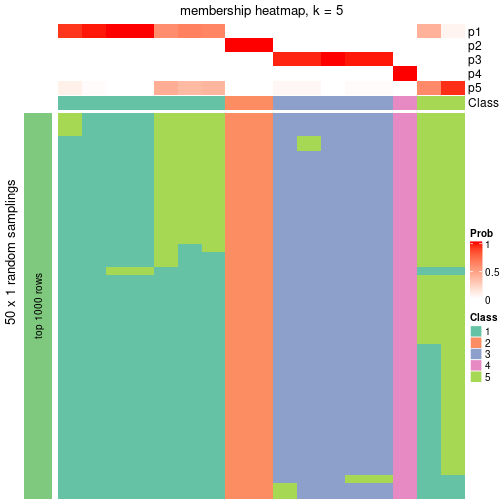 membership heatmap, k = 5
p1
p2
p3
p4
p5
Class
50 x 1 random samplings
top 1000 rows
Prob
1
0.5
0
Class
1
2
3
4
5